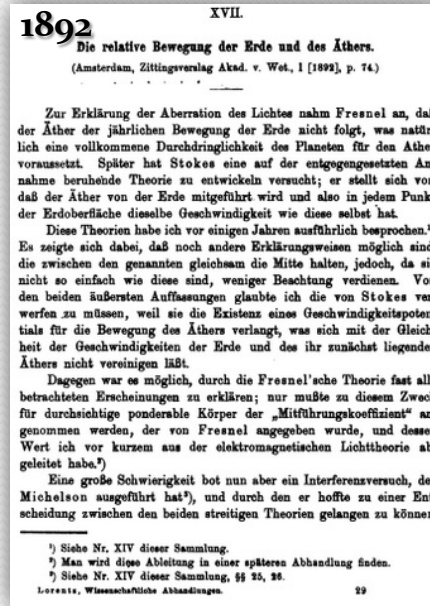 1892
XVII.
Die relative Bewegung der Erde und des Äthers.
(Amsterdam, Zittingsverslag Akad. v. Wet., 1 [1892], p. 74.)
Zur Erklärung der Aberration des Lichtes nahm Fresnel an, daß
der Äther der jährlichen Bewegung der Erde nicht folgt, was natür
lich eine vollkommene Durchdringlichkeit des Planeten für den Äthe
voraussetzt. Später hat Stokes eine auf der entgegengesetzten An
nahme beruhende Theorie zu entwickeln versucht; er stellt sich vor
daß der Äther von der Erde mitgeführt wird und also in jedem Punk
der Erdoberfläche dieselbe Geschwindigkeit wie diese selbst hat.
Diese Theorien habe ich vor einigen Jahren ausführlich besprochen.¹
Es zeigte sich dabei, daß noch andere Erklärungsweisen möglich sind
die zwischen den genannten gleichsam die Mitte halten, jedoch, da si
nicht so einfach wie diese sind, weniger Beachtung verdienen. Vo
den beiden äußersten Auffassungen glaubte ich die von Stokes ver
werfen zu müssen, weil sie die Existenz eines Geschwindigkeitspoten
tials für die Bewegung des Äthers verlangt, was sich mit der Gleich
heit der Geschwindigkeiten der Erde und des ihr zunächst liegende
Äthers nicht vereinigen läßt.
Dagegen war es möglich, durch die Fresnel'sche Theorie fast all
betrachteten Erscheinungen zu erklären; nur mußte zu diesem Zwec
für durchsichtige ponderable Körper der „Mitführungskoeffizient“ an
genommen werden, der von Fresnel angegeben wurde, und desse
Wert ich vor kurzem aus der elektromagnetischen Lichttheorie ab
geleitet habe.²)
Eine große Schwierigkeit bot nun aber ein Interferenzversuch, de
Michelson ausgeführt hat³), und durch den er hoffte zu einer Ent
scheidung zwischen den beiden streitigen Theorien gelangen zu könne
¹) Siehe Nr. XIV dieser Sammlung.
²) Man wird diese Ableitung in einer späteren Abhandlung finden.
³) Siehe Nr. XIV dieser Sammlung, §§ 25, 26.
Lorentz, Wissenschaftliche Abhandlungen. 29